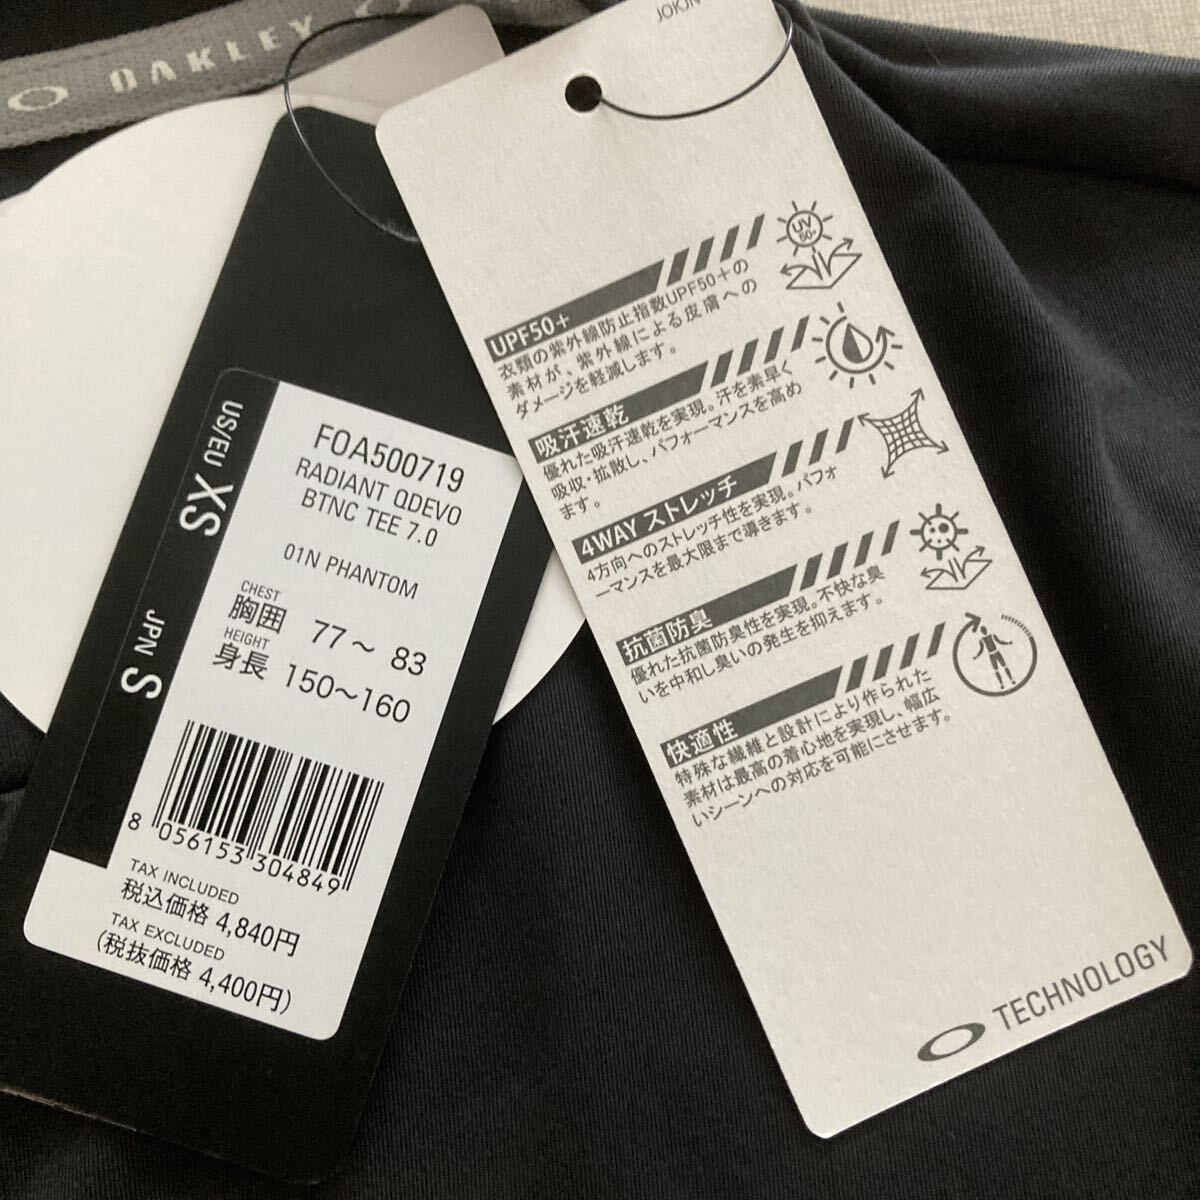 OAKLEY
JOKJN
US/EU XS
JPN S
FOA500719
RADIANT QDEVO
BTNC TEE 7.0
01N PHANTOM
CHEST
胸囲 77～83
HEIGHT
身長 150～160
8 056153 304849
TAX INCLUDED
税込価格 4,840円
TAX EXCLUDED
(税抜価格 4,400円)
UV
50+
UPF50+
衣類の紫外線防止指数UPF50+の
素材が、紫外線による皮膚への
ダメージを軽減します。
吸汗速乾
優れた吸汗速乾を実現。汗を素早く
吸収・拡散し、パフォーマンスを高め
ます。
4WAY ストレッチ
4方向へのストレッチ性を実現。パフォ
ーマンスを最大限まで導きます。
抗菌防臭
優れた抗菌防臭性を実現。不快な臭
いを中和し臭いの発生を抑えます。
快適性
特殊な繊維と設計により作られた
素材は最高の着心地を実現し、幅広
いシーンへの対応を可能にさせます。
TECHNOLOGY